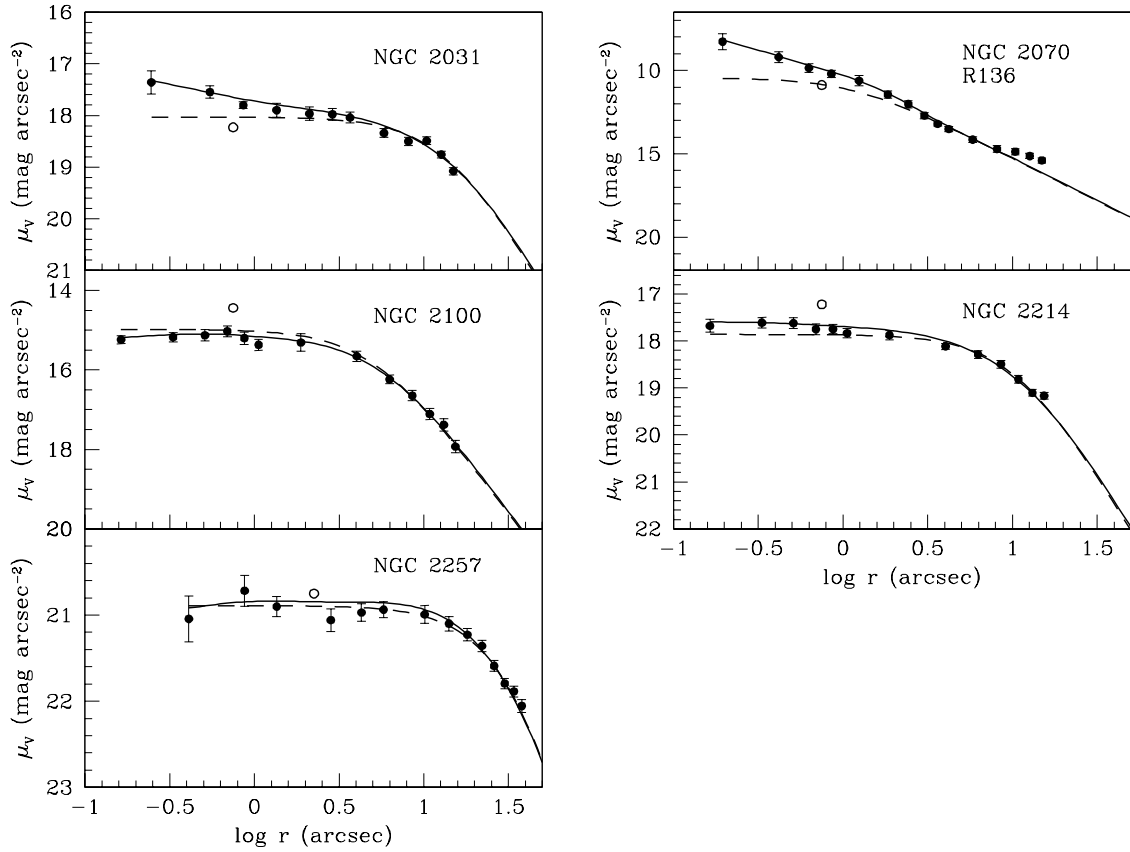 16
17
18
19
20
21
μV (mag arcsec−2)
NGC 2031
10
15
20
μV (mag arcsec−2)
NGC 2070
R136
14
16
18
20
μV (mag arcsec−2)
NGC 2100
17
18
19
20
21
22
μV (mag arcsec−2)
NGC 2214
−1 −0.5 0 0.5 1 1.5
log r (arcsec)
21
22
23
μV (mag arcsec−2)
NGC 2257
−1 −0.5 0 0.5 1 1.5
log r (arcsec)